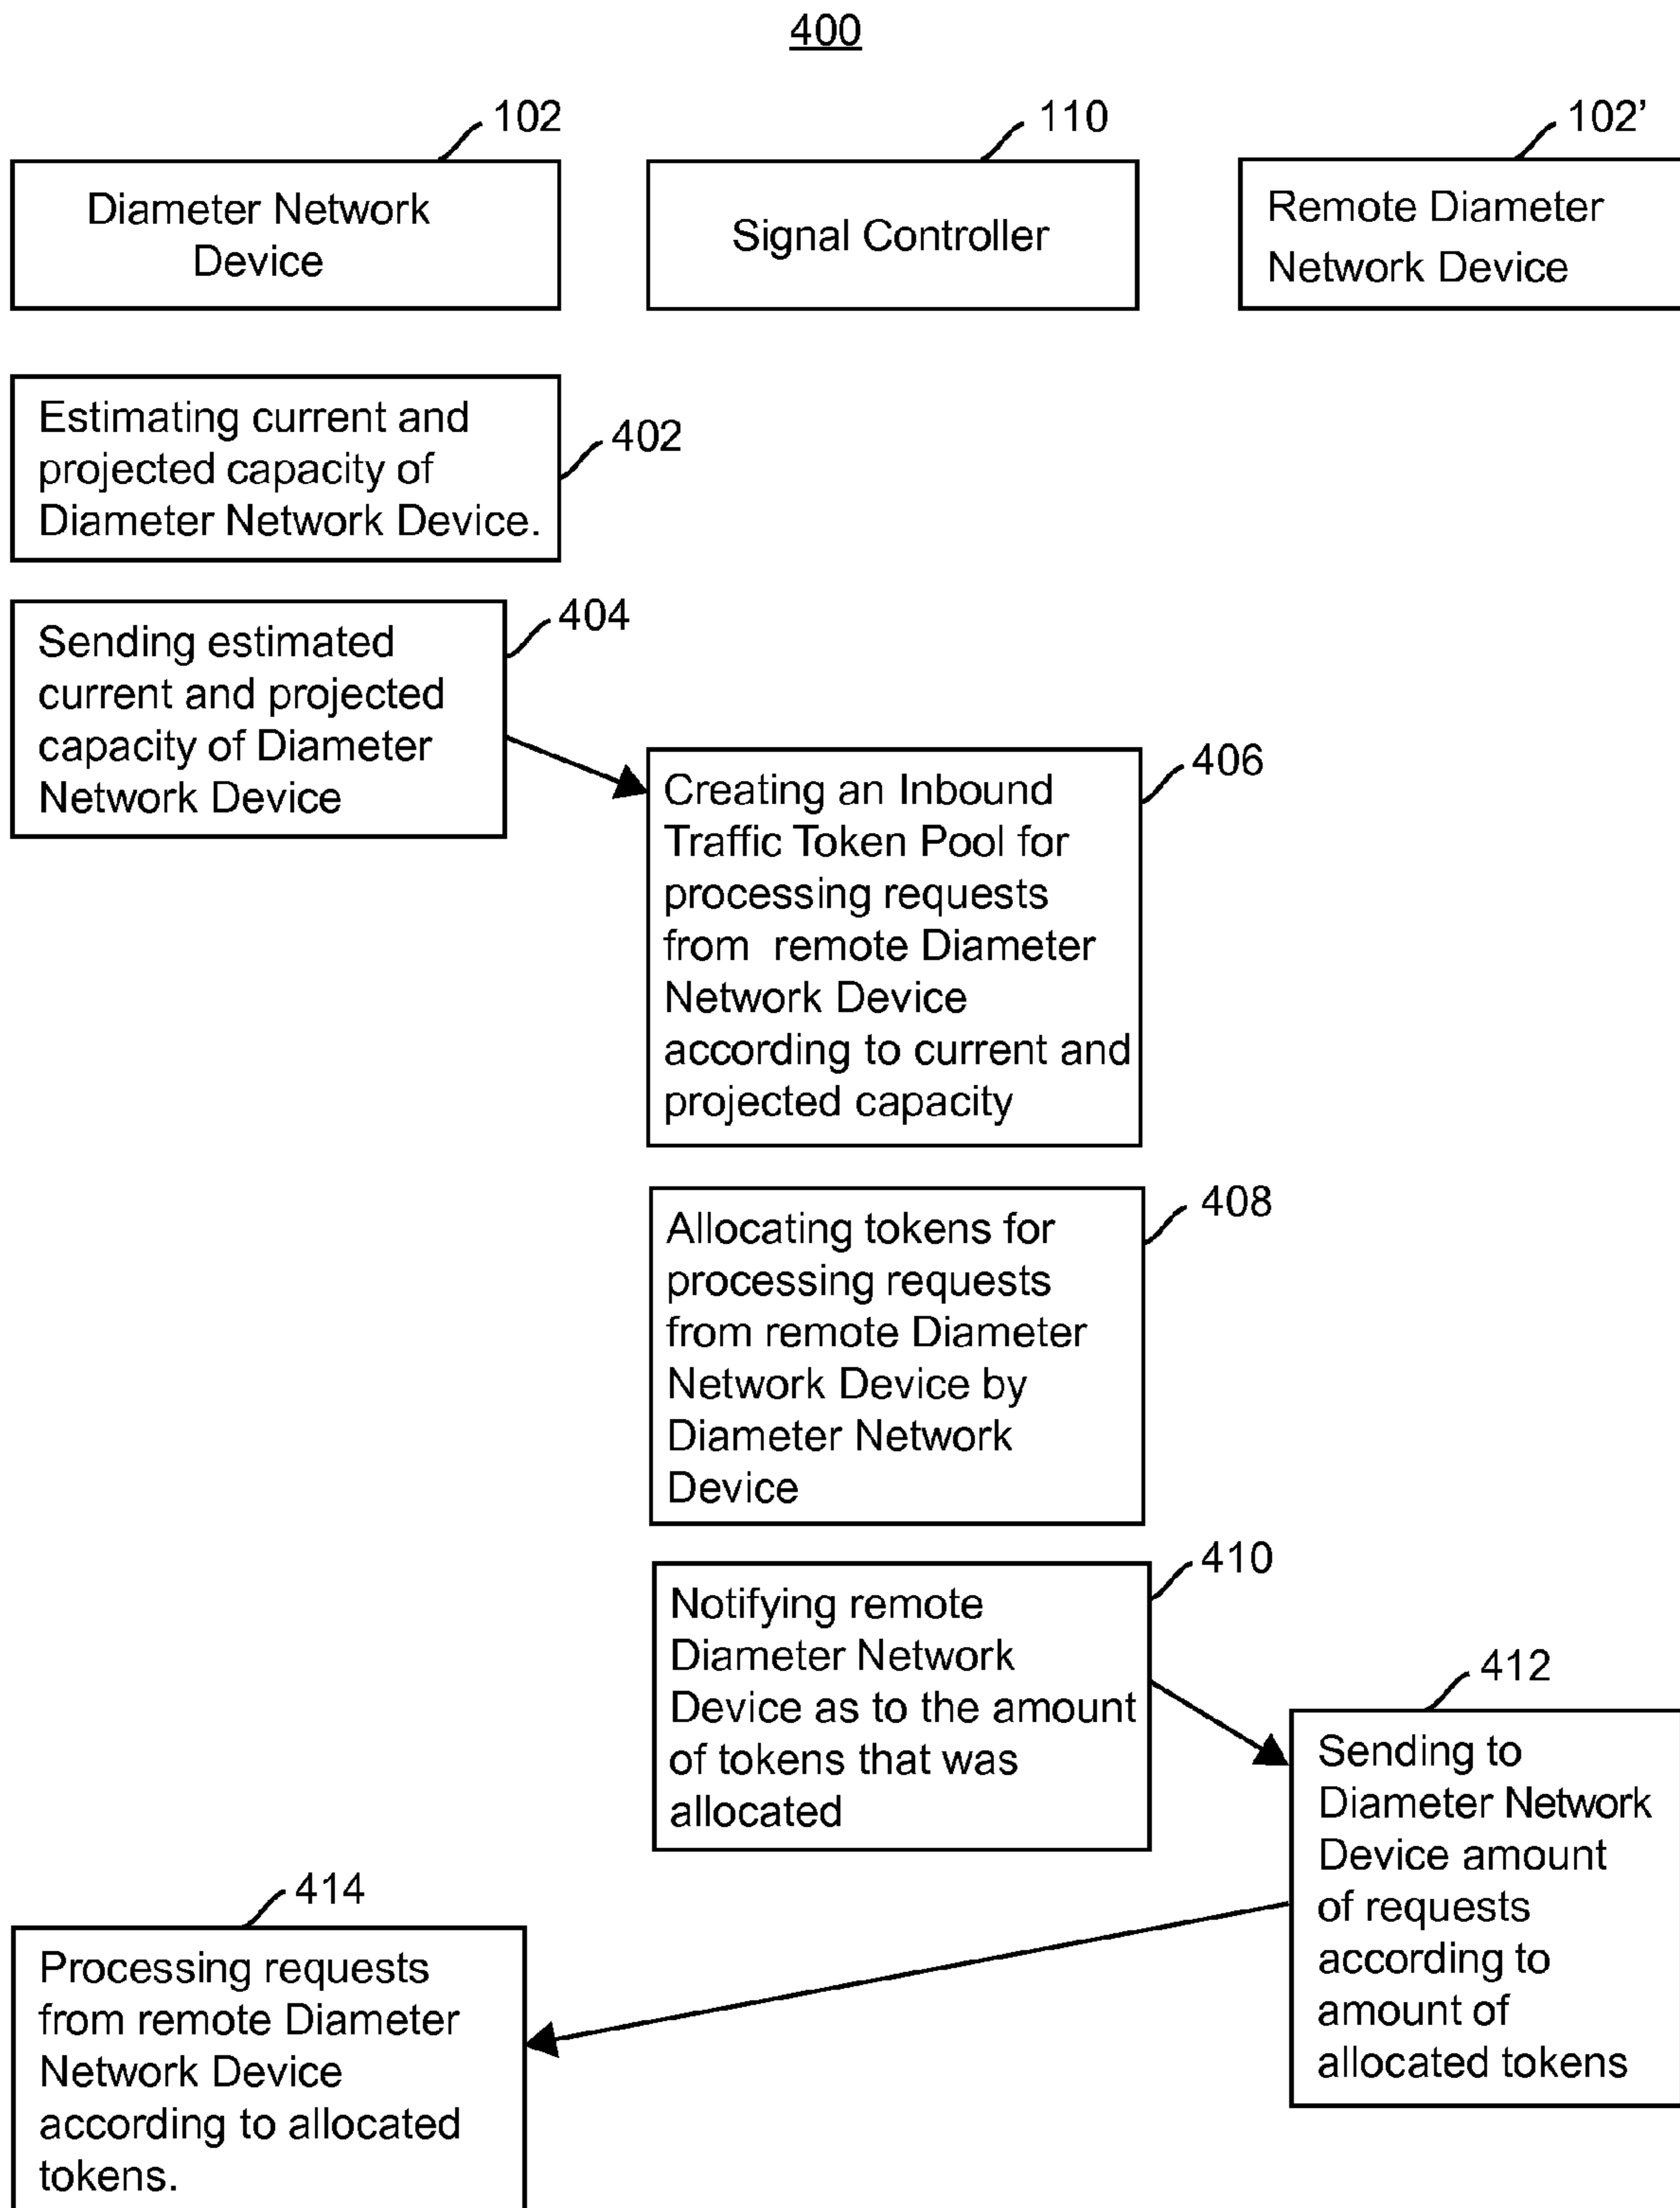 400
102
110
102’
Diameter Network
Device
Signal Controller
Remote Diameter
Network Device
Estimating current and
projected capacity of
Diameter Network Device.
402
Sending estimated
current and projected
capacity of Diameter
Network Device
404
Creating an Inbound
Traffic Token Pool for
processing requests
from remote Diameter
Network Device
according to current and
projected capacity
406
Allocating tokens for
processing requests
from remote Diameter
Network Device by
Diameter Network
Device
408
Notifying remote
Diameter Network
Device as to the amount
of tokens that was
allocated
410
412
Sending to
Diameter Network
Device amount
of requests
according to
amount of
allocated tokens
414
Processing requests
from remote Diameter
Network Device
according to allocated
tokens.